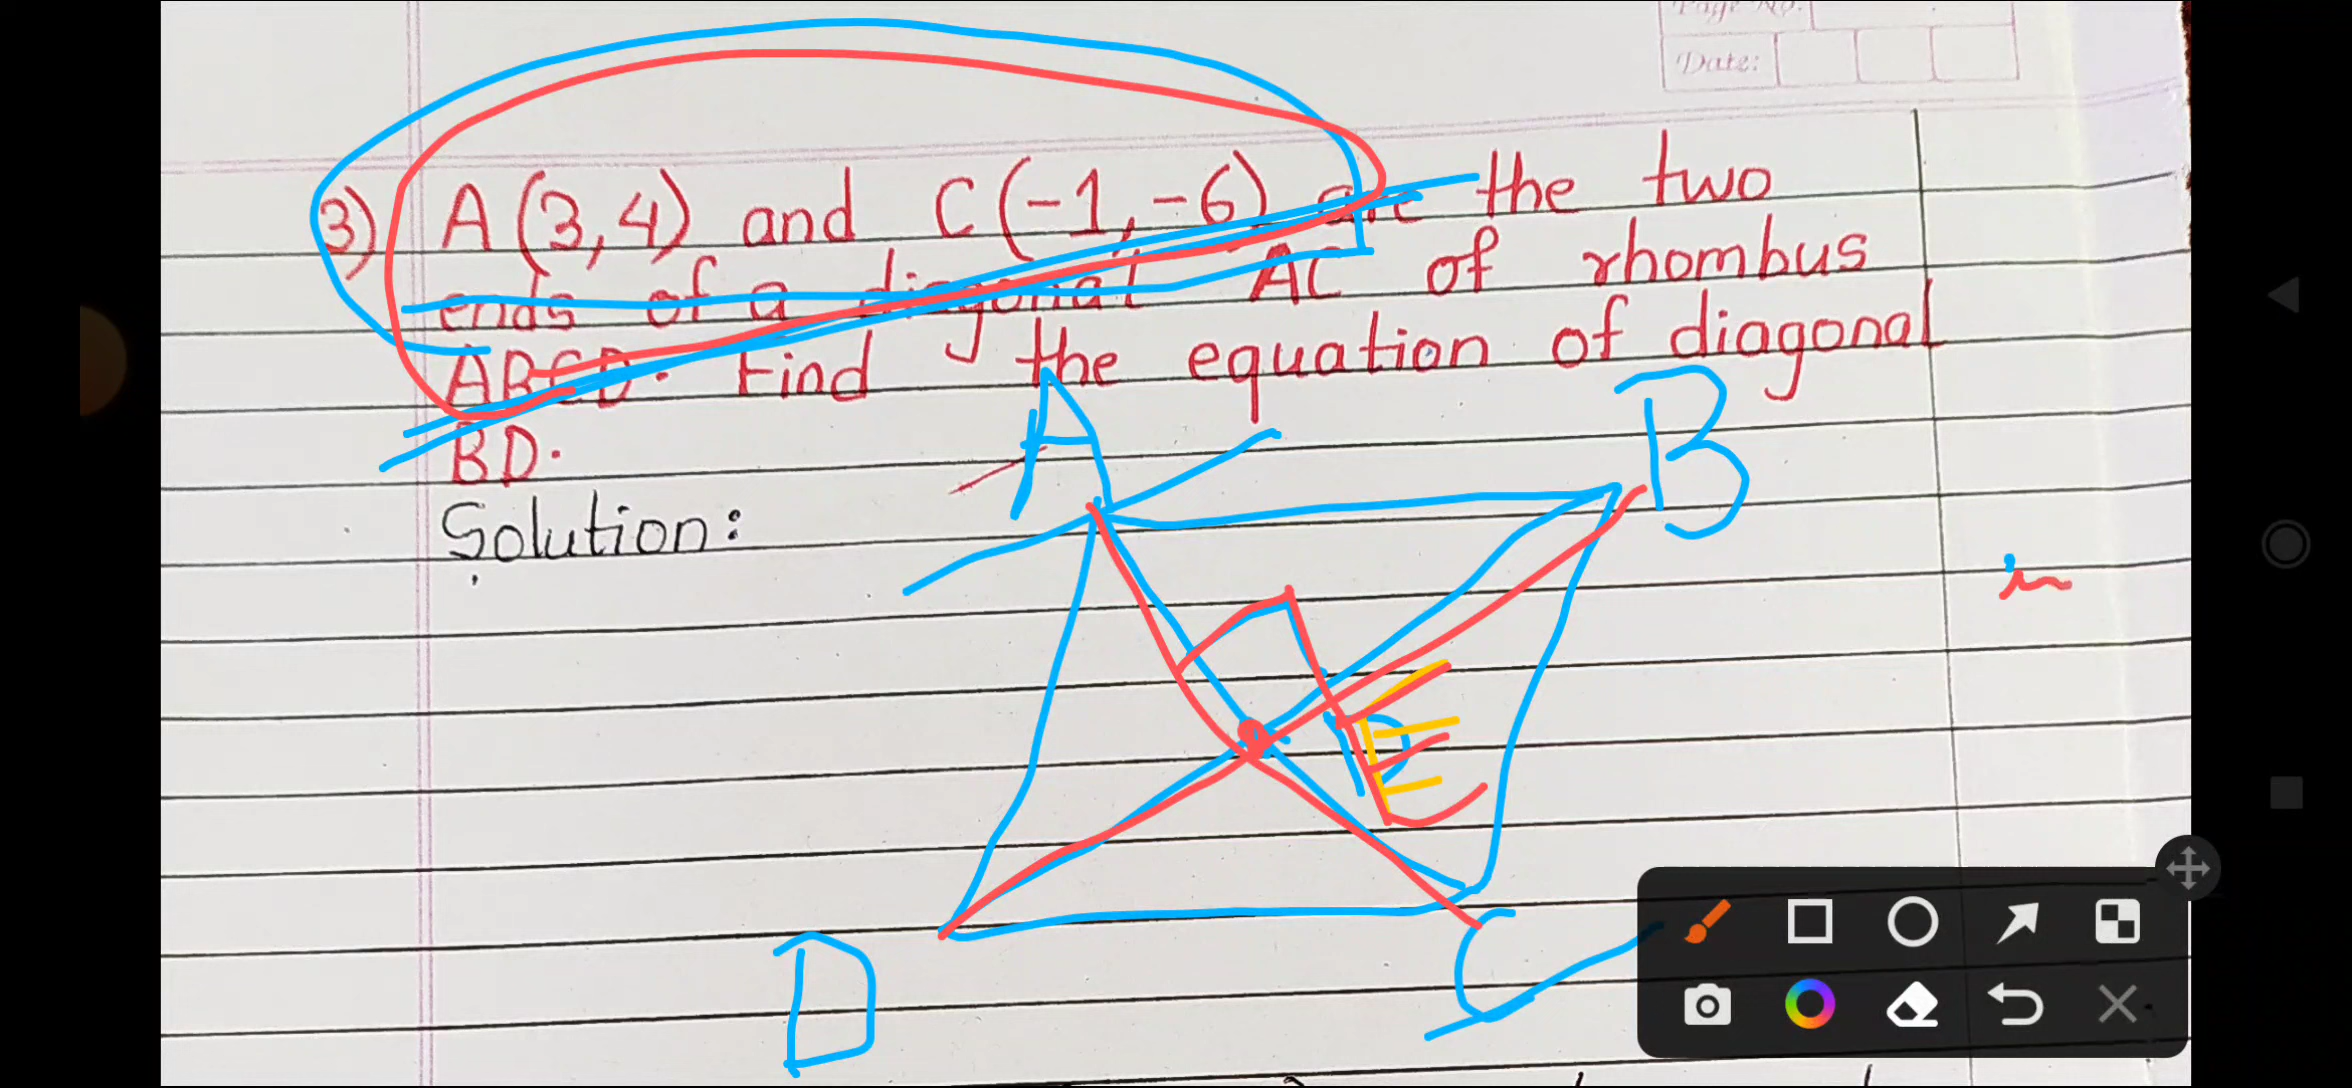 Page No.
Date:
3) A(3,4) and C(-1,-6) are the two
ends of a diagonal AC of rhombus
ABCD. Find the equation of diagonal
BD.
Solution:
A
B
E
D
C